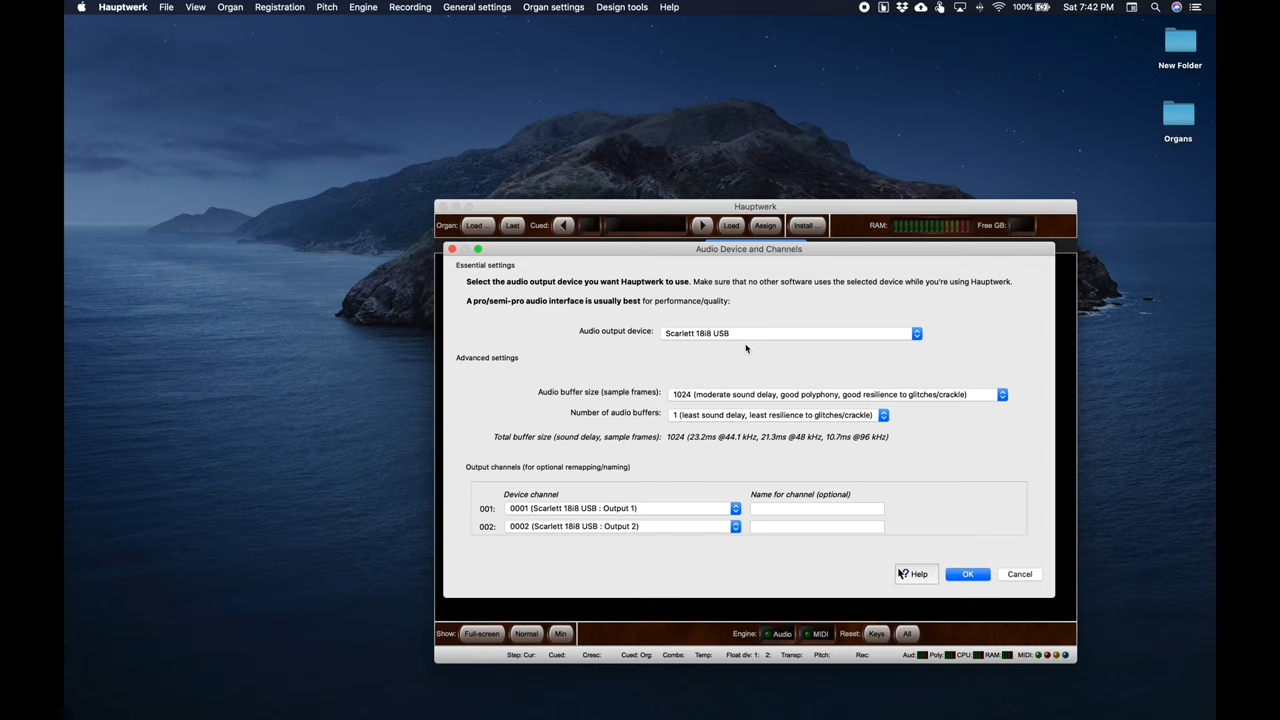 Hauptwerk File View Organ Registration Pitch Engine Recording General settings Organ settings Design tools Help 100% Sat 7:42 PM
New Folder
Organs
Hauptwerk
Organ: Load ... Last Cued: Load Assign Install ... RAM: Free GB:
Audio Device and Channels
Essential settings
Select the audio output device you want Hauptwerk to use. Make sure that no other software uses the selected device while you're using Hauptwerk.
A pro/semi-pro audio interface is usually best for performance/quality:
Audio output device: Scarlett 18i8 USB
Advanced settings
Audio buffer size (sample frames): 1024 (moderate sound delay, good polyphony, good resilience to glitches/crackle)
Number of audio buffers: 1 (least sound delay, least resilience to glitches/crackle)
Total buffer size (sound delay, sample frames): 1024 (23.2ms @44.1 kHz, 21.3ms @48 kHz, 10.7ms @96 kHz)
Output channels (for optional remapping/naming)
Device channel Name for channel (optional)
001: 0001 (Scarlett 18i8 USB : Output 1)
002: 0002 (Scarlett 18i8 USB : Output 2)
? Help OK Cancel
Show: Full-screen Normal Min Engine: Audio MIDI Reset: Keys All
Step: Cur: Cued: Cresc: Cued: Org: Combs: Temp: Float div: 1: 2: Transp: Pitch: Rec: Aud: Poly: CPU: RAM: MIDI: